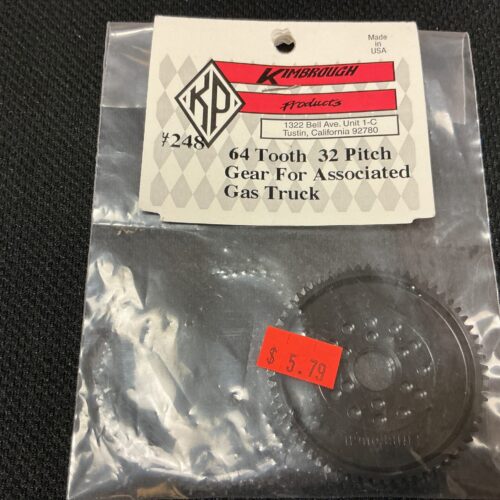 Made
in
USA
KP
KIMBROUGH
Products
1322 Bell Ave. Unit 1-C
Tustin, California 92780
248
64 Tooth 32 Pitch
Gear For Associated
Gas Truck
$ 5.79